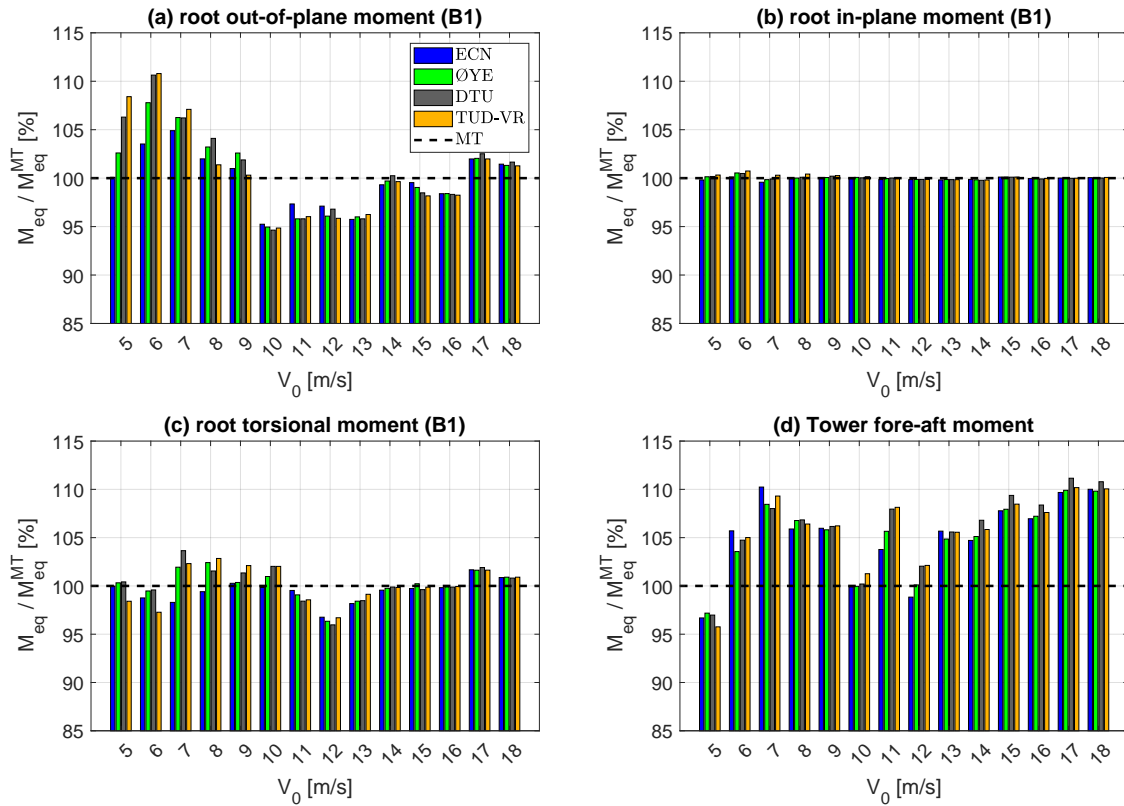 (a) root out-of-plane moment (B1)
M_eq / M_eq^MT [%]
115
110
105
100
95
90
85
ECN
ØYE
DTU
TUD-VR
MT
5 6 7 8 9 10 11 12 13 14 15 16 17 18
V_0 [m/s]
(b) root in-plane moment (B1)
M_eq / M_eq^MT [%]
115
110
105
100
95
90
85
5 6 7 8 9 10 11 12 13 14 15 16 17 18
V_0 [m/s]
(c) root torsional moment (B1)
M_eq / M_eq^MT [%]
115
110
105
100
95
90
85
5 6 7 8 9 10 11 12 13 14 15 16 17 18
V_0 [m/s]
(d) Tower fore-aft moment
M_eq / M_eq^MT [%]
115
110
105
100
95
90
85
5 6 7 8 9 10 11 12 13 14 15 16 17 18
V_0 [m/s]